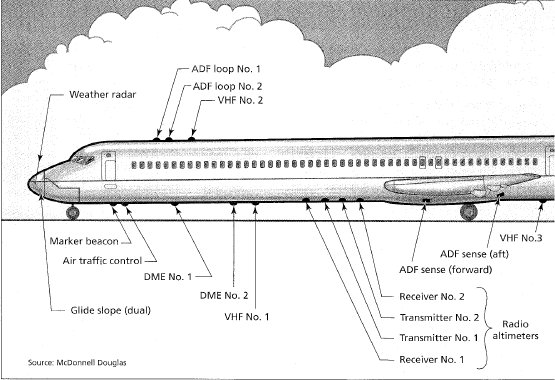 ADF loop No. 1
ADF loop No. 2
VHF No. 2
Weather radar
Marker beacon
Air traffic control
DME No. 1
DME No. 2
VHF No. 1
Glide slope (dual)
VHF No.3
ADF sense (aft)
ADF sense (forward)
Receiver No. 2
Transmitter No. 2
Transmitter No. 1
Receiver No. 1
Radio
altimeters
Source: McDonnell Douglas